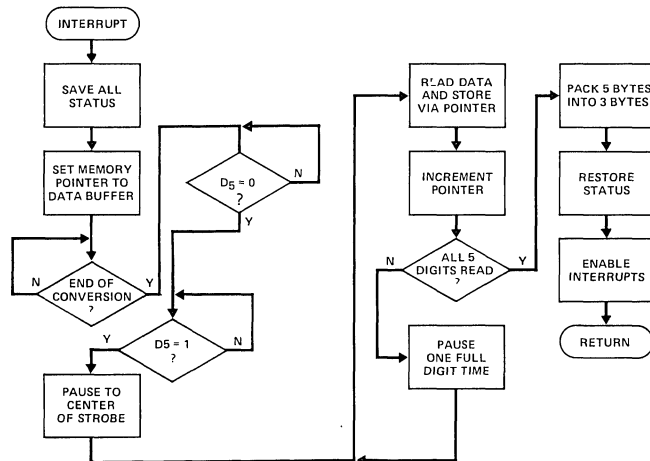 INTERRUPT
SAVE ALL
STATUS
SET MEMORY
POINTER TO
DATA BUFFER
N
END OF
CONVERSION
?
Y
D5 = 0
?
N
Y
D5 = 1
?
Y
N
PAUSE TO
CENTER
OF STROBE
READ DATA
AND STORE
VIA POINTER
INCREMENT
POINTER
N
ALL 5
DIGITS READ
?
Y
PAUSE
ONE FULL
DIGIT TIME
PACK 5 BYTES
INTO 3 BYTES
RESTORE
STATUS
ENABLE
INTERRUPTS
RETURN